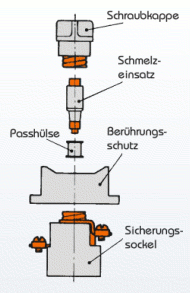 Schraubkappe
Schmelz-
einsatz
Passhülse
Berührungs-
schutz
Sicherungs-
sockel